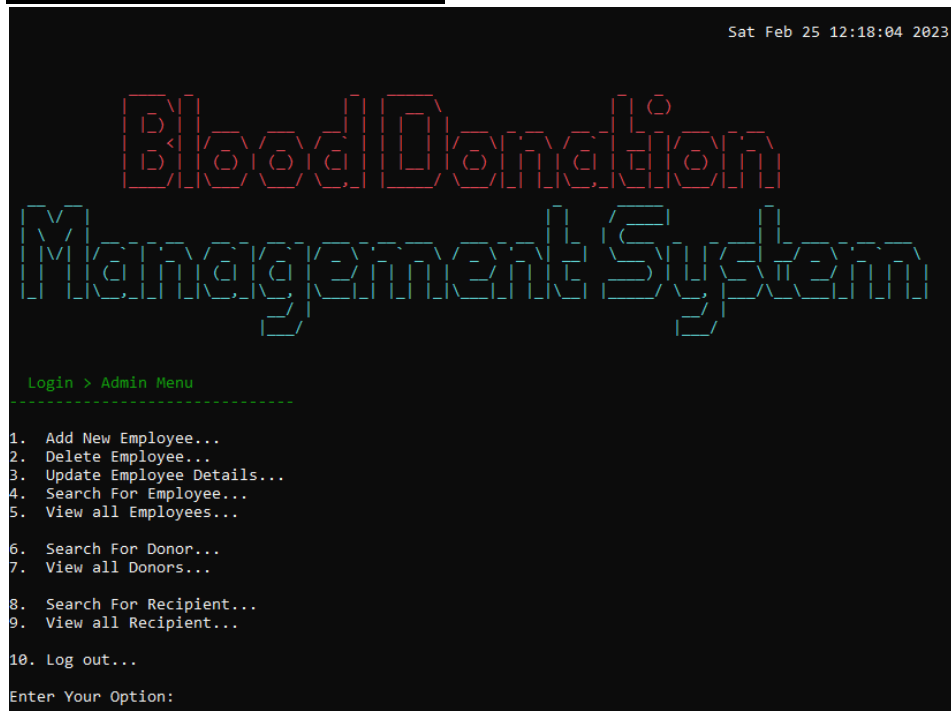 Sat Feb 25 12:18:04 2023
Blood Donation
Management System
Login > Admin Menu
-------------------------------
1.  Add New Employee...
2.  Delete Employee...
3.  Update Employee Details...
4.  Search For Employee...
5.  View all Employees...
6.  Search For Donor...
7.  View all Donors...
8.  Search For Recipient...
9.  View all Recipient...
10. Log out...
Enter Your Option: